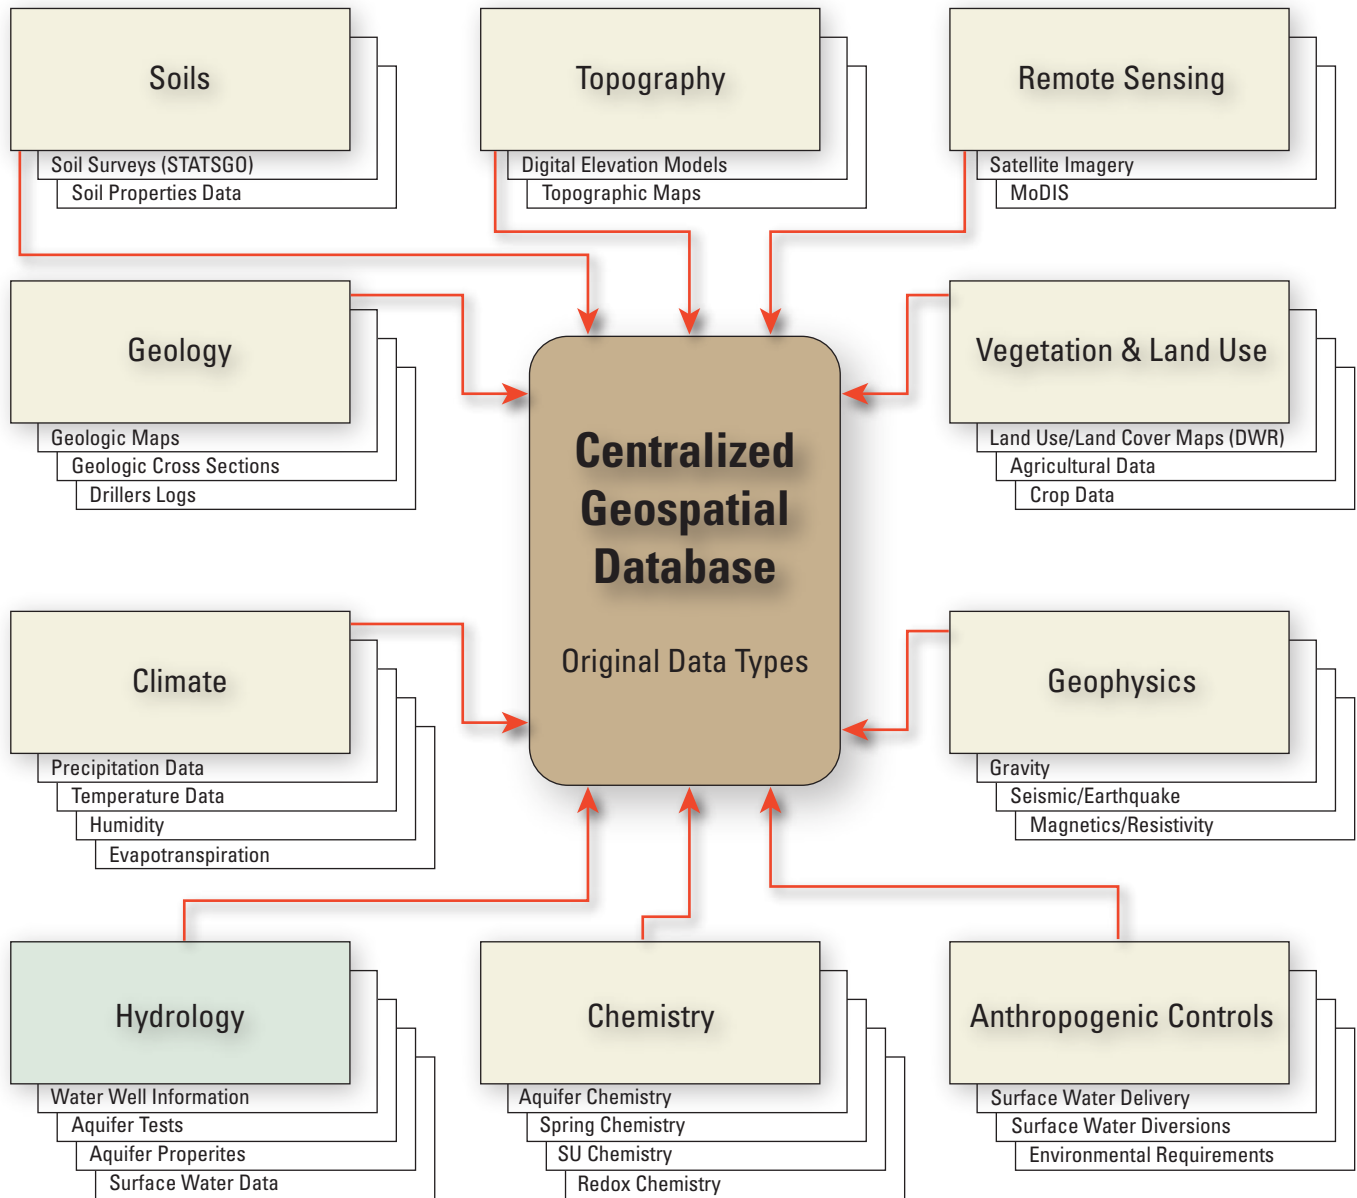 Soils
Soil Surveys (STATSGO)
Soil Properties Data
Topography
Digital Elevation Models
Topographic Maps
Remote Sensing
Satellite Imagery
MoDIS
Geology
Geologic Maps
Geologic Cross Sections
Drillers Logs
Centralized
Geospatial
Database
Original Data Types
Vegetation & Land Use
Land Use/Land Cover Maps (DWR)
Agricultural Data
Crop Data
Climate
Precipitation Data
Temperature Data
Humidity
Evapotranspiration
Geophysics
Gravity
Seismic/Earthquake
Magnetics/Resistivity
Hydrology
Water Well Information
Aquifer Tests
Aquifer Properites
Surface Water Data
Chemistry
Aquifer Chemistry
Spring Chemistry
SU Chemistry
Redox Chemistry
Anthropogenic Controls
Surface Water Delivery
Surface Water Diversions
Environmental Requirements